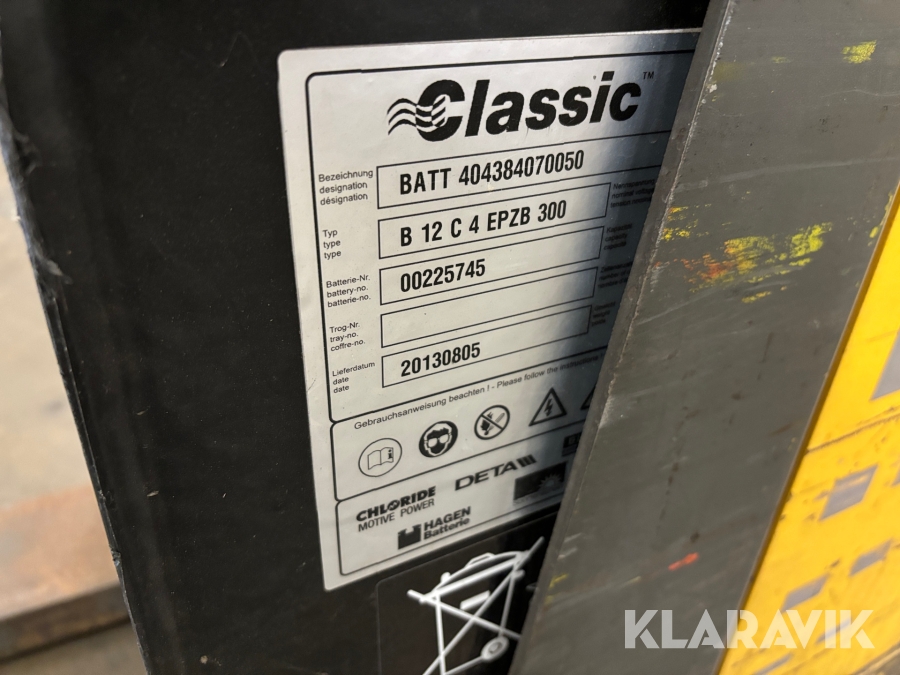 Classic™
Bezeichnung
designation
désignation
BATT 404384070050
Typ
type
type
B 12 C 4 EPZB 300
Batterie-Nr.
battery-no.
batterie-no.
00225745
Trog-Nr.
tray-no.
coffre-no.
Lieferdatum
date
date
20130805
Gebrauchsanweisung beachten ! - Please follow the
CHLORIDE
MOTIVE POWER
DETA
HAGEN
Batterie
KLARAVIK